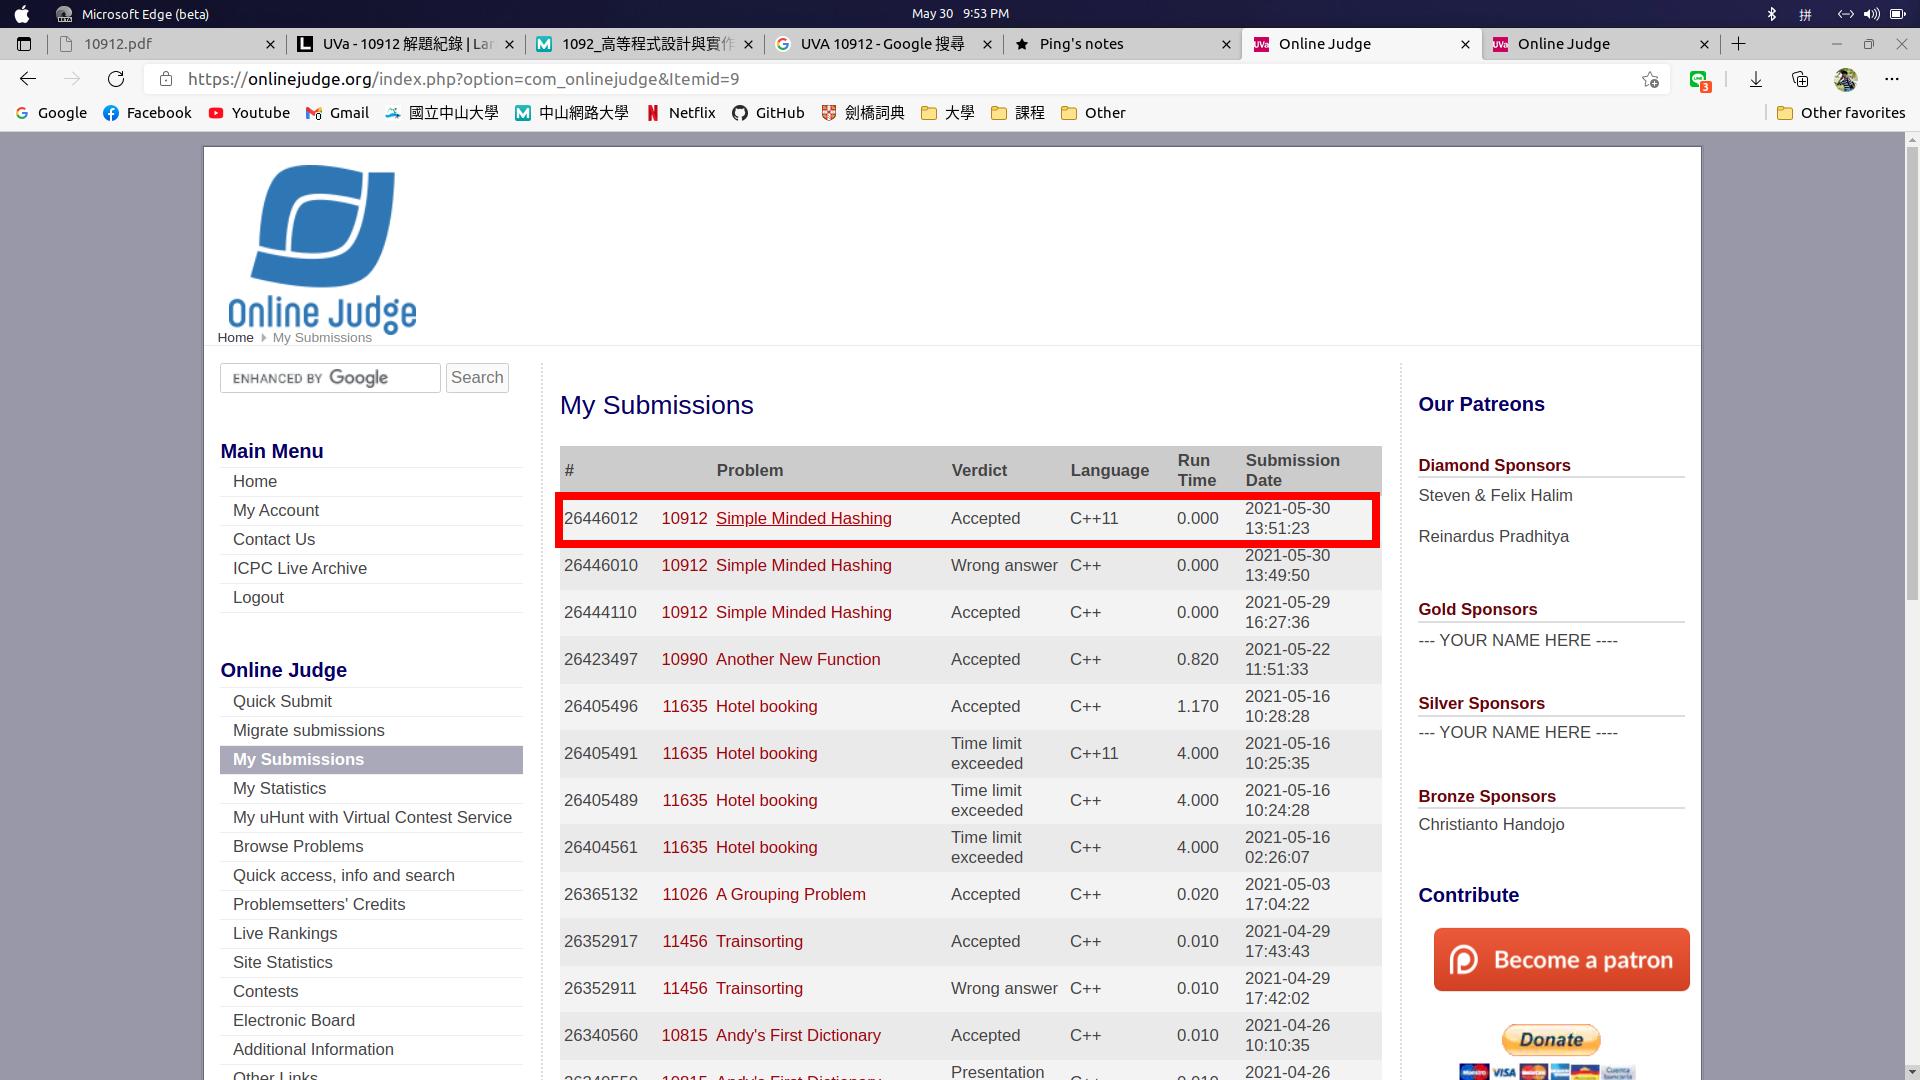 Microsoft Edge (beta)
May 30 9:53 PM
拼
10912.pdf
UVa - 10912 解題紀錄 | Lar
1092_高等程式設計與實作
UVA 10912 - Google 搜尋
Ping's notes
Online Judge
Online Judge
https://onlinejudge.org/index.php?option=com_onlinejudge&Itemid=9
3
Google
Facebook
Youtube
Gmail
國立中山大學
中山網路大學
Netflix
GitHub
劍橋詞典
大學
課程
Other
Other favorites
Online Judge
Home My Submissions
ENHANCED BY Google
Search
Main Menu
Home
My Account
Contact Us
ICPC Live Archive
Logout
Online Judge
Quick Submit
Migrate submissions
My Submissions
My Statistics
My uHunt with Virtual Contest Service
Browse Problems
Quick access, info and search
Problemsetters' Credits
Live Rankings
Site Statistics
Contests
Electronic Board
Additional Information
Other Links
My Submissions
# Problem Verdict Language Run Time Submission Date
26446012 10912 Simple Minded Hashing Accepted C++11 0.000 2021-05-30 13:51:23
26446010 10912 Simple Minded Hashing Wrong answer C++ 0.000 2021-05-30 13:49:50
26444110 10912 Simple Minded Hashing Accepted C++ 0.000 2021-05-29 16:27:36
26423497 10990 Another New Function Accepted C++ 0.820 2021-05-22 11:51:33
26405496 11635 Hotel booking Accepted C++ 1.170 2021-05-16 10:28:28
26405491 11635 Hotel booking Time limit exceeded C++11 4.000 2021-05-16 10:25:35
26405489 11635 Hotel booking Time limit exceeded C++ 4.000 2021-05-16 10:24:28
26404561 11635 Hotel booking Time limit exceeded C++ 4.000 2021-05-16 02:26:07
26365132 11026 A Grouping Problem Accepted C++ 0.020 2021-05-03 17:04:22
26352917 11456 Trainsorting Accepted C++ 0.010 2021-04-29 17:43:43
26352911 11456 Trainsorting Wrong answer C++ 0.010 2021-04-29 17:42:02
26340560 10815 Andy's First Dictionary Accepted C++ 0.010 2021-04-26 10:10:35
Presentation 2021-04-26
Our Patreons
Diamond Sponsors
Steven & Felix Halim
Reinardus Pradhitya
Gold Sponsors
--- YOUR NAME HERE ----
Silver Sponsors
--- YOUR NAME HERE ----
Bronze Sponsors
Christianto Handojo
Contribute
Become a patron
Donate
VISA